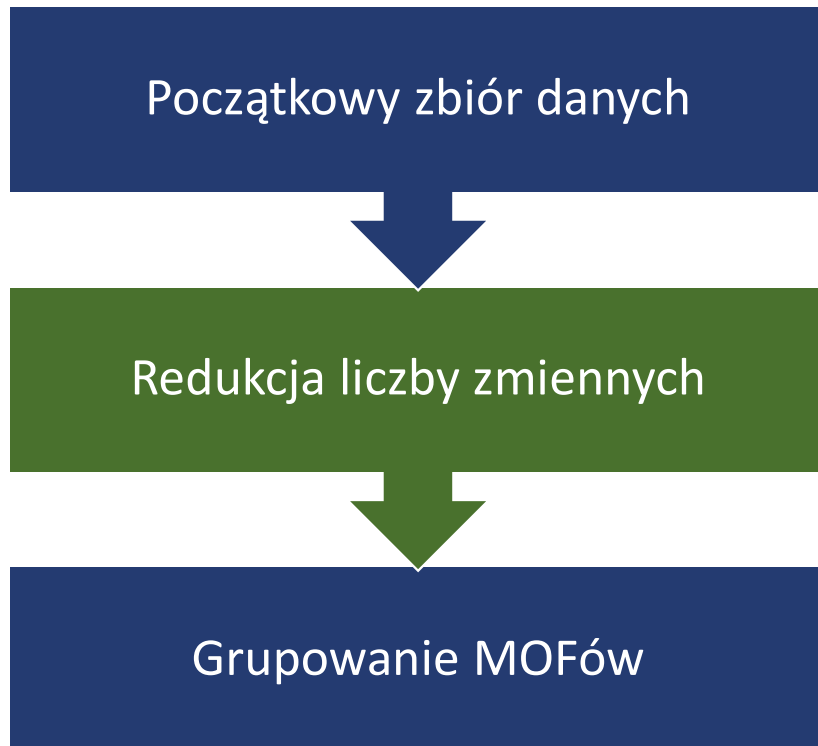 Początkowy zbiór danych
Redukcja liczby zmiennych
Grupowanie MOFów